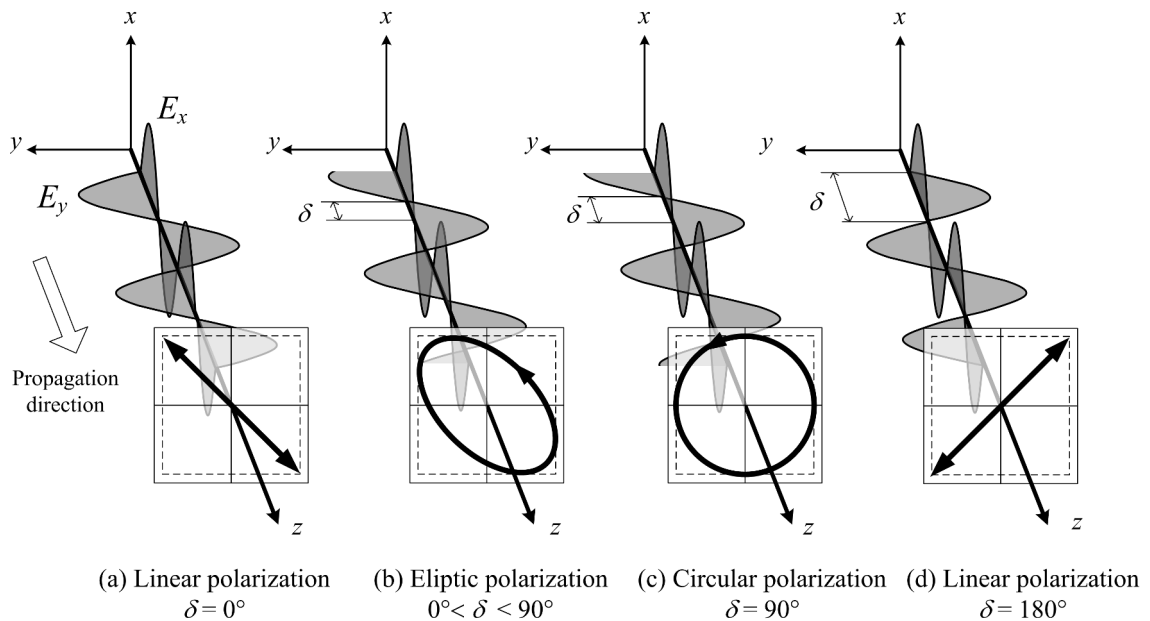 x
x
x
x
E_x
y
y
y
y
E_y
δ
δ
δ
Propagation
direction
z
z
z
z
(a) Linear polarization
δ = 0°
(b) Eliptic polarization
0° < δ < 90°
(c) Circular polarization
δ = 90°
(d) Linear polarization
δ = 180°